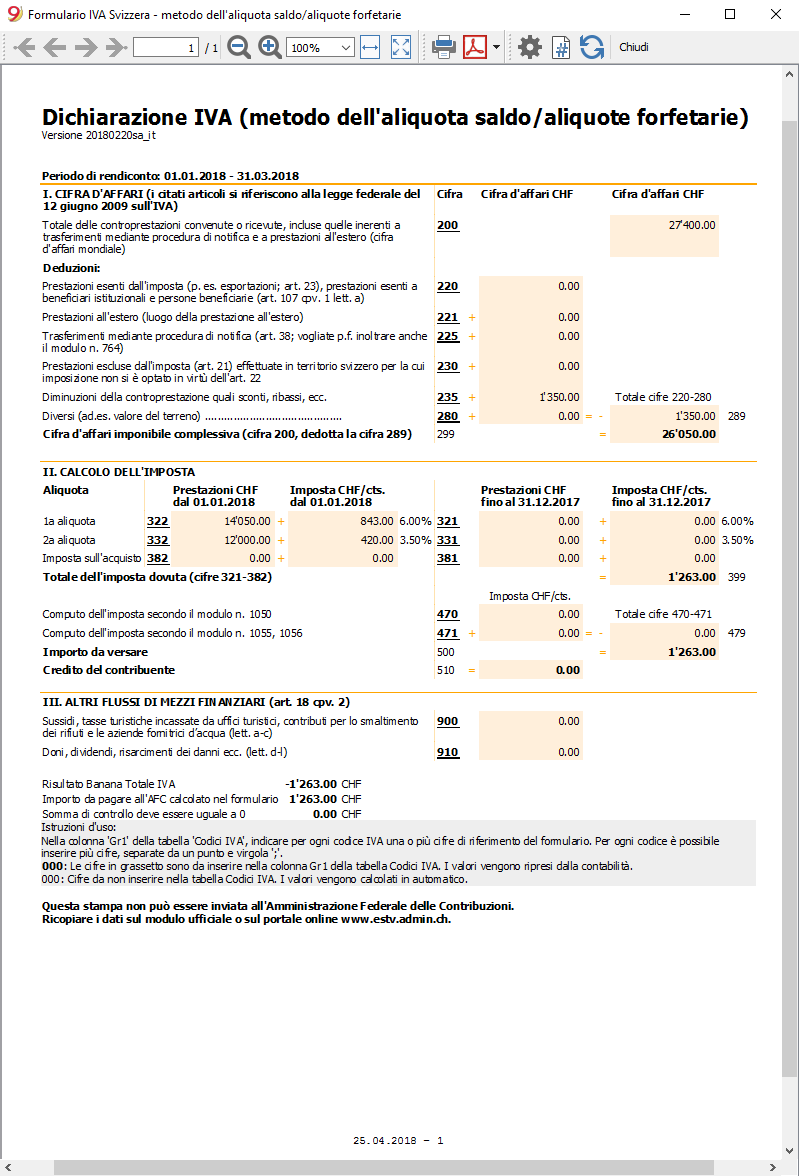 Formulario IVA Svizzera - metodo dell'aliquota saldo/aliquote forfetarie
1 / 1 100% Chiudi
Dichiarazione IVA (metodo dell'aliquota saldo/aliquote forfetarie)
Versione 20180220sa_it
Periodo di rendiconto: 01.01.2018 - 31.03.2018
I. CIFRA D'AFFARI (i citati articoli si riferiscono alla legge federale del Cifra Cifra d'affari CHF Cifra d'affari CHF
12 giugno 2009 sull'IVA)
Totale delle controprestazioni convenute o ricevute, incluse quelle inerenti a 200 27'400.00
trasferimenti mediante procedura di notifica e a prestazioni all'estero (cifra
d'affari mondiale)
Deduzioni:
Prestazioni esenti dall'imposta (p. es. esportazioni; art. 23), prestazioni esenti a 220 0.00
beneficiari istituzionali e persone beneficiarie (art. 107 cpv. 1 lett. a)
Prestazioni all'estero (luogo della prestazione all'estero) 221 + 0.00
Trasferimenti mediante procedura di notifica (art. 38; vogliate p.f. inoltrare anche 225 + 0.00
il modulo n. 764)
Prestazioni escluse dall'imposta (art. 21) effettuate in territorio svizzero per la cui 230 + 0.00
imposizione non si è optato in virtù dell'art. 22
Diminuzioni della controprestazione quali sconti, ribassi, ecc. 235 + 1'350.00 Totale cifre 220-280
Diversi (ad.es. valore del terreno) .......................................... 280 + 0.00 = - 1'350.00 289
Cifra d'affari imponibile complessiva (cifra 200, dedotta la cifra 289) 299 = 26'050.00
II. CALCOLO DELL'IMPOSTA
Aliquota Prestazioni CHF Imposta CHF/cts. Prestazioni CHF Imposta CHF/cts.
dal 01.01.2018 dal 01.01.2018 fino al 31.12.2017 fino al 31.12.2017
1a aliquota 322 14'050.00 + 843.00 6.00% 321 0.00 + 0.00 6.00%
2a aliquota 332 12'000.00 + 420.00 3.50% 331 0.00 + 0.00 3.50%
Imposta sull'acquisto 382 0.00 + 0.00 381 0.00 + 0.00
Totale dell'imposta dovuta (cifre 321-382) = 1'263.00 399
Imposta CHF/cts.
Computo dell'imposta secondo il modulo n. 1050 470 0.00 Totale cifre 470-471
Computo dell'imposta secondo il modulo n. 1055, 1056 471 + 0.00 = - 0.00 479
Importo da versare 500 = 1'263.00
Credito del contribuente 510 = 0.00
III. ALTRI FLUSSI DI MEZZI FINANZIARI (art. 18 cpv. 2)
Sussidi, tasse turistiche incassate da uffici turistici, contributi per lo smaltimento 900 0.00
dei rifiuti e le aziende fornitrici d'acqua (lett. a-c)
Doni, dividendi, risarcimenti dei danni ecc. (lett. d-l) 910 0.00
Risultato Banana Totale IVA -1'263.00 CHF
Importo da pagare all'AFC calcolato nel formulario 1'263.00 CHF
Somma di controllo deve essere uguale a 0 0.00 CHF
Istruzioni d'uso:
Nella colonna 'Gr1' della tabella 'Codici IVA', indicare per ogni codice IVA una o più cifre di riferimento del formulario. Per ogni codice è possibile
inserire più cifre, separate da un punto e virgola ';'.
000: Le cifre in grassetto sono da inserire nella colonna Gr1 della tabella Codici IVA. I valori vengono ripresi dalla contabilità.
000: Cifre da non inserire nella tabella Codici IVA. I valori vengono calcolati in automatico.
Questa stampa non può essere inviata all'Amministrazione Federale delle Contribuzioni.
Ricopiare i dati sul modulo ufficiale o sul portale online www.estv.admin.ch.
25.04.2018 - 1